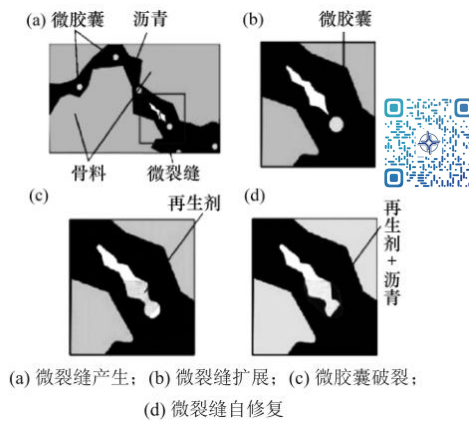 (a) 微胶囊 沥青
骨料 微裂缝
(b) 微胶囊
(c) 再生剂
(d) 再生剂+沥青
(a) 微裂缝产生；(b) 微裂缝扩展；(c) 微胶囊破裂；
(d) 微裂缝自修复